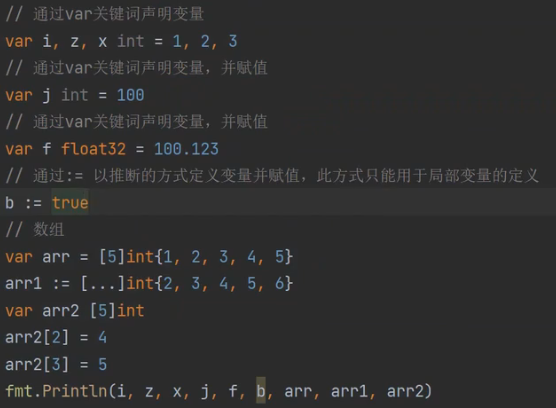 // 通过var关键词声明变量
var i, z, x int = 1, 2, 3
// 通过var关键词声明变量，并赋值
var j int = 100
// 通过var关键词声明变量，并赋值
var f float32 = 100.123
// 通过:= 以推断的方式定义变量并赋值，此方式只能用于局部变量的定义
b := true
// 数组
var arr = [5]int{1, 2, 3, 4, 5}
arr1 := [...]int{2, 3, 4, 5, 6}
var arr2 [5]int
arr2[2] = 4
arr2[3] = 5
fmt.Println(i, z, x, j, f, b, arr, arr1, arr2)